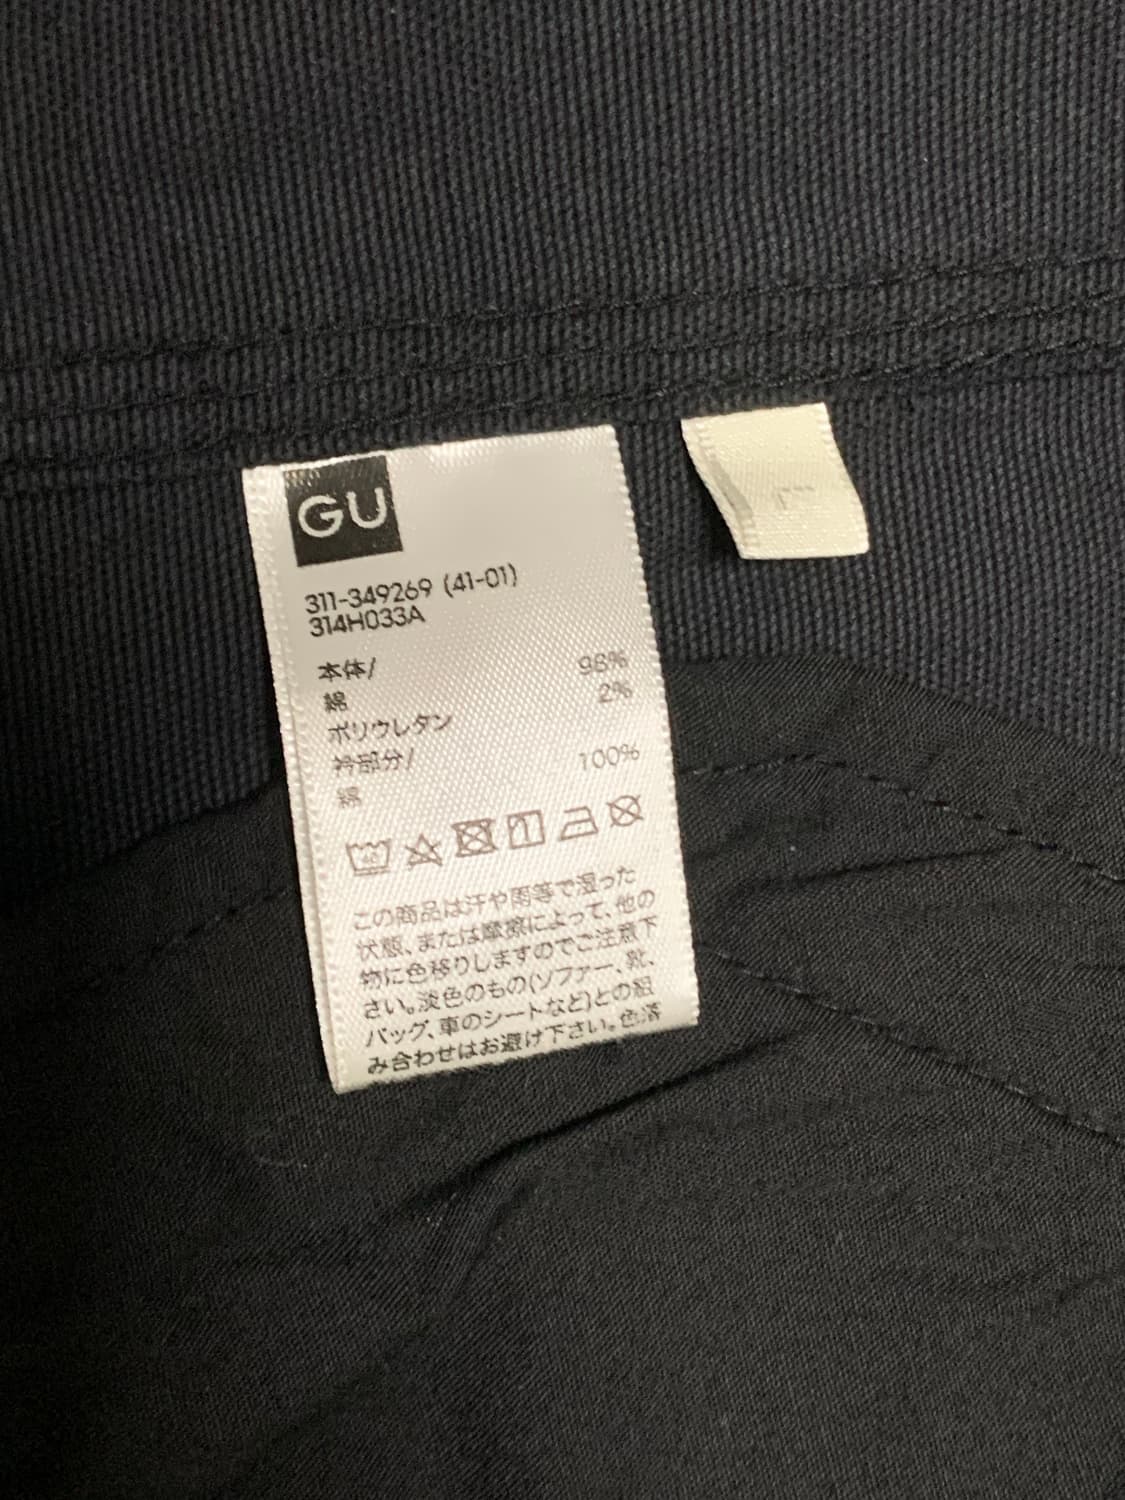 GU
311-349269 (41-01)
314H033A
本体/
綿 98%
ポリウレタン 2%
衿部分/
綿 100%
この商品は汗や雨等で湿った
状態、または摩擦によって、他の
物に色移りしますのでご注意下
さい。淡色のもの(ソファー、靴、
バッグ、車のシートなど)との組
み合わせはお避け下さい。色済